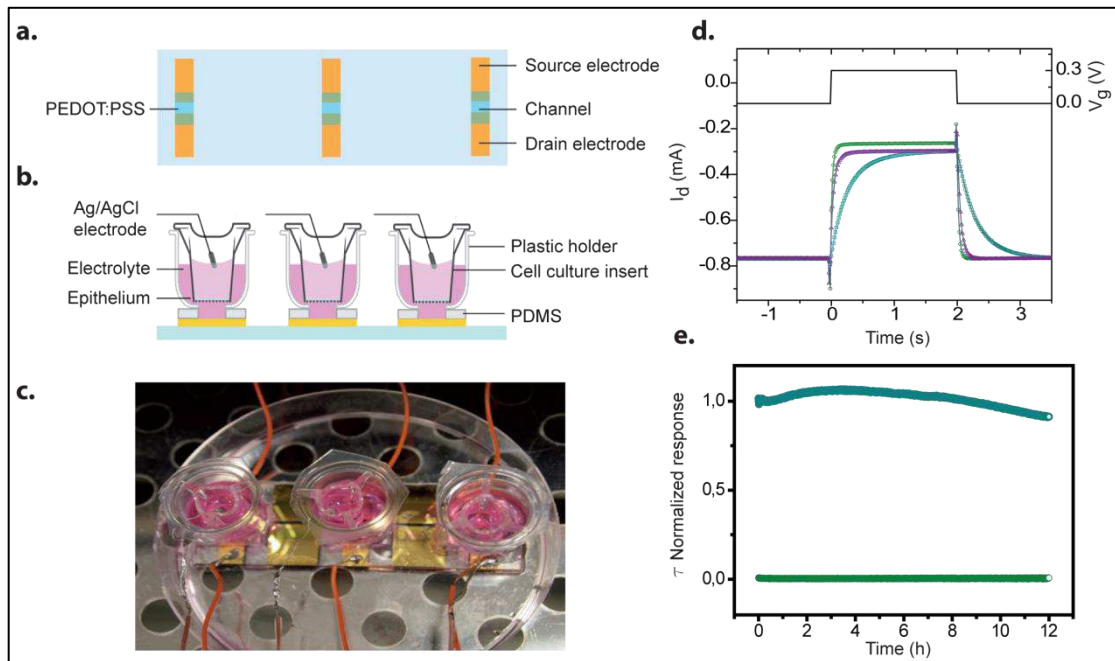 a.
Source electrode
PEDOT:PSS
Channel
Drain electrode
b.
Ag/AgCl
electrode
Plastic holder
Electrolyte
Cell culture insert
Epithelium
PDMS
c.
d.
0.0
-0.2
-0.4
-0.6
-0.8
I_d (mA)
0.3
0.0
V_g (V)
-1
0
1
2
3
Time (s)
e.
1,0
0,5
0,0
τ Normalized response
0
2
4
6
8
10
12
Time (h)